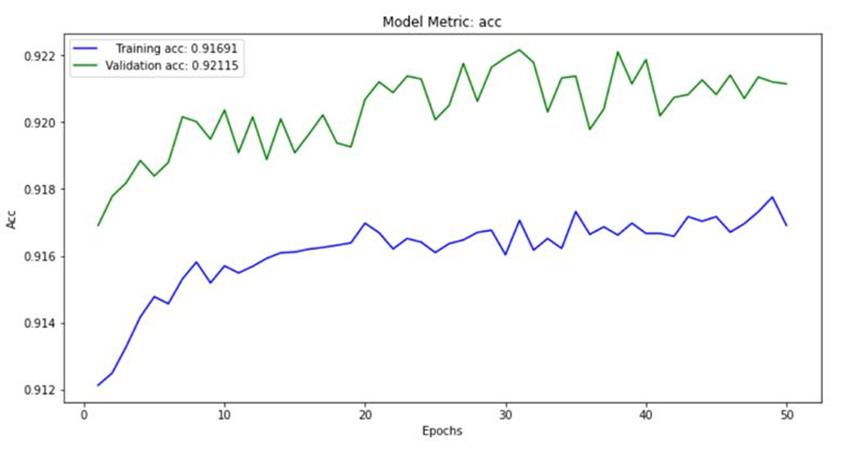 Model Metric: acc
Training acc: 0.91691
Validation acc: 0.92115
0.922
0.920
0.918
0.916
0.914
0.912
Acc
0
10
20
30
40
50
Epochs